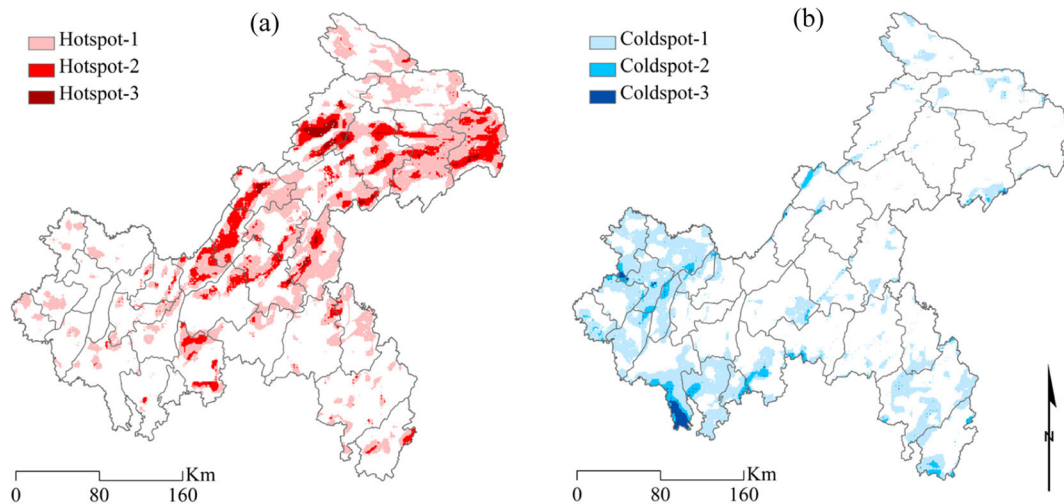 (a)
Hotspot-1
Hotspot-2
Hotspot-3
Km
0 80 160
(b)
Coldspot-1
Coldspot-2
Coldspot-3
Km
0 80 160
N